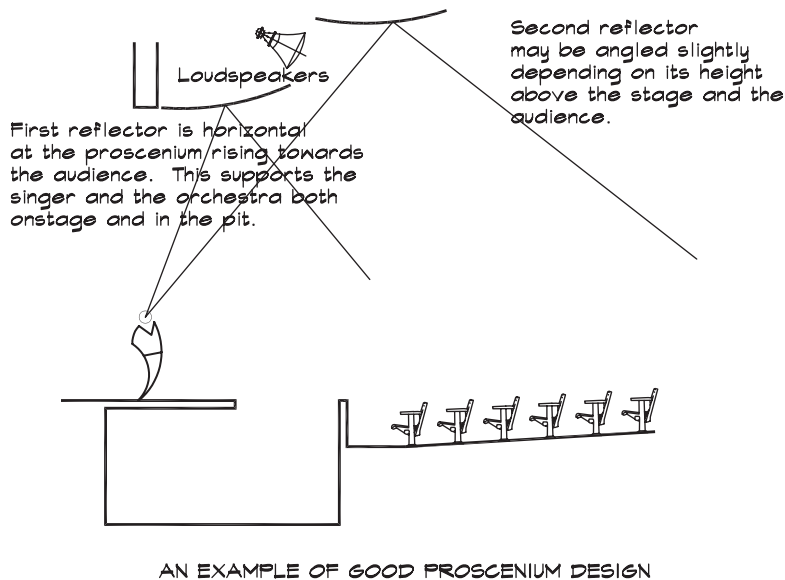 Second reflector
may be angled slightly
depending on its height
above the stage and the
audience.
Loudspeakers
First reflector is horizontal
at the proscenium rising towards
the audience.  This supports the
singer and the orchestra both
onstage and in the pit.
AN EXAMPLE OF GOOD PROSCENIUM DESIGN